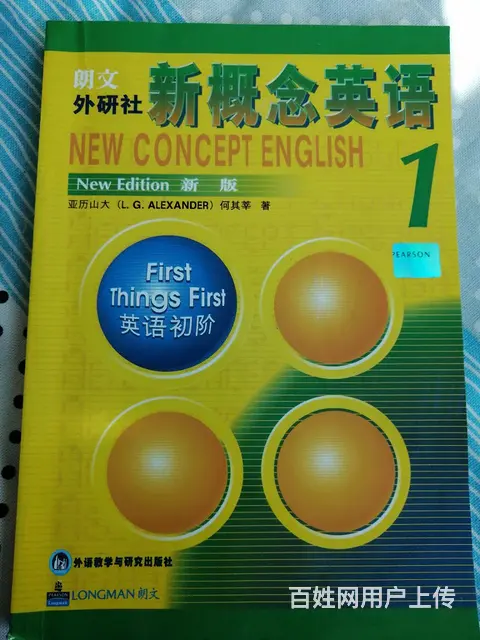 朗文
外研社
新概念英语
NEW CONCEPT ENGLISH
1
New Edition 新 版
亚历山大 (L. G. ALEXANDER) 何其莘 著
PEARSON
First
Things First
英语初阶
外语教学与研究出版社
PEARSON
Longman
LONGMAN 朗文
百姓网用户上传